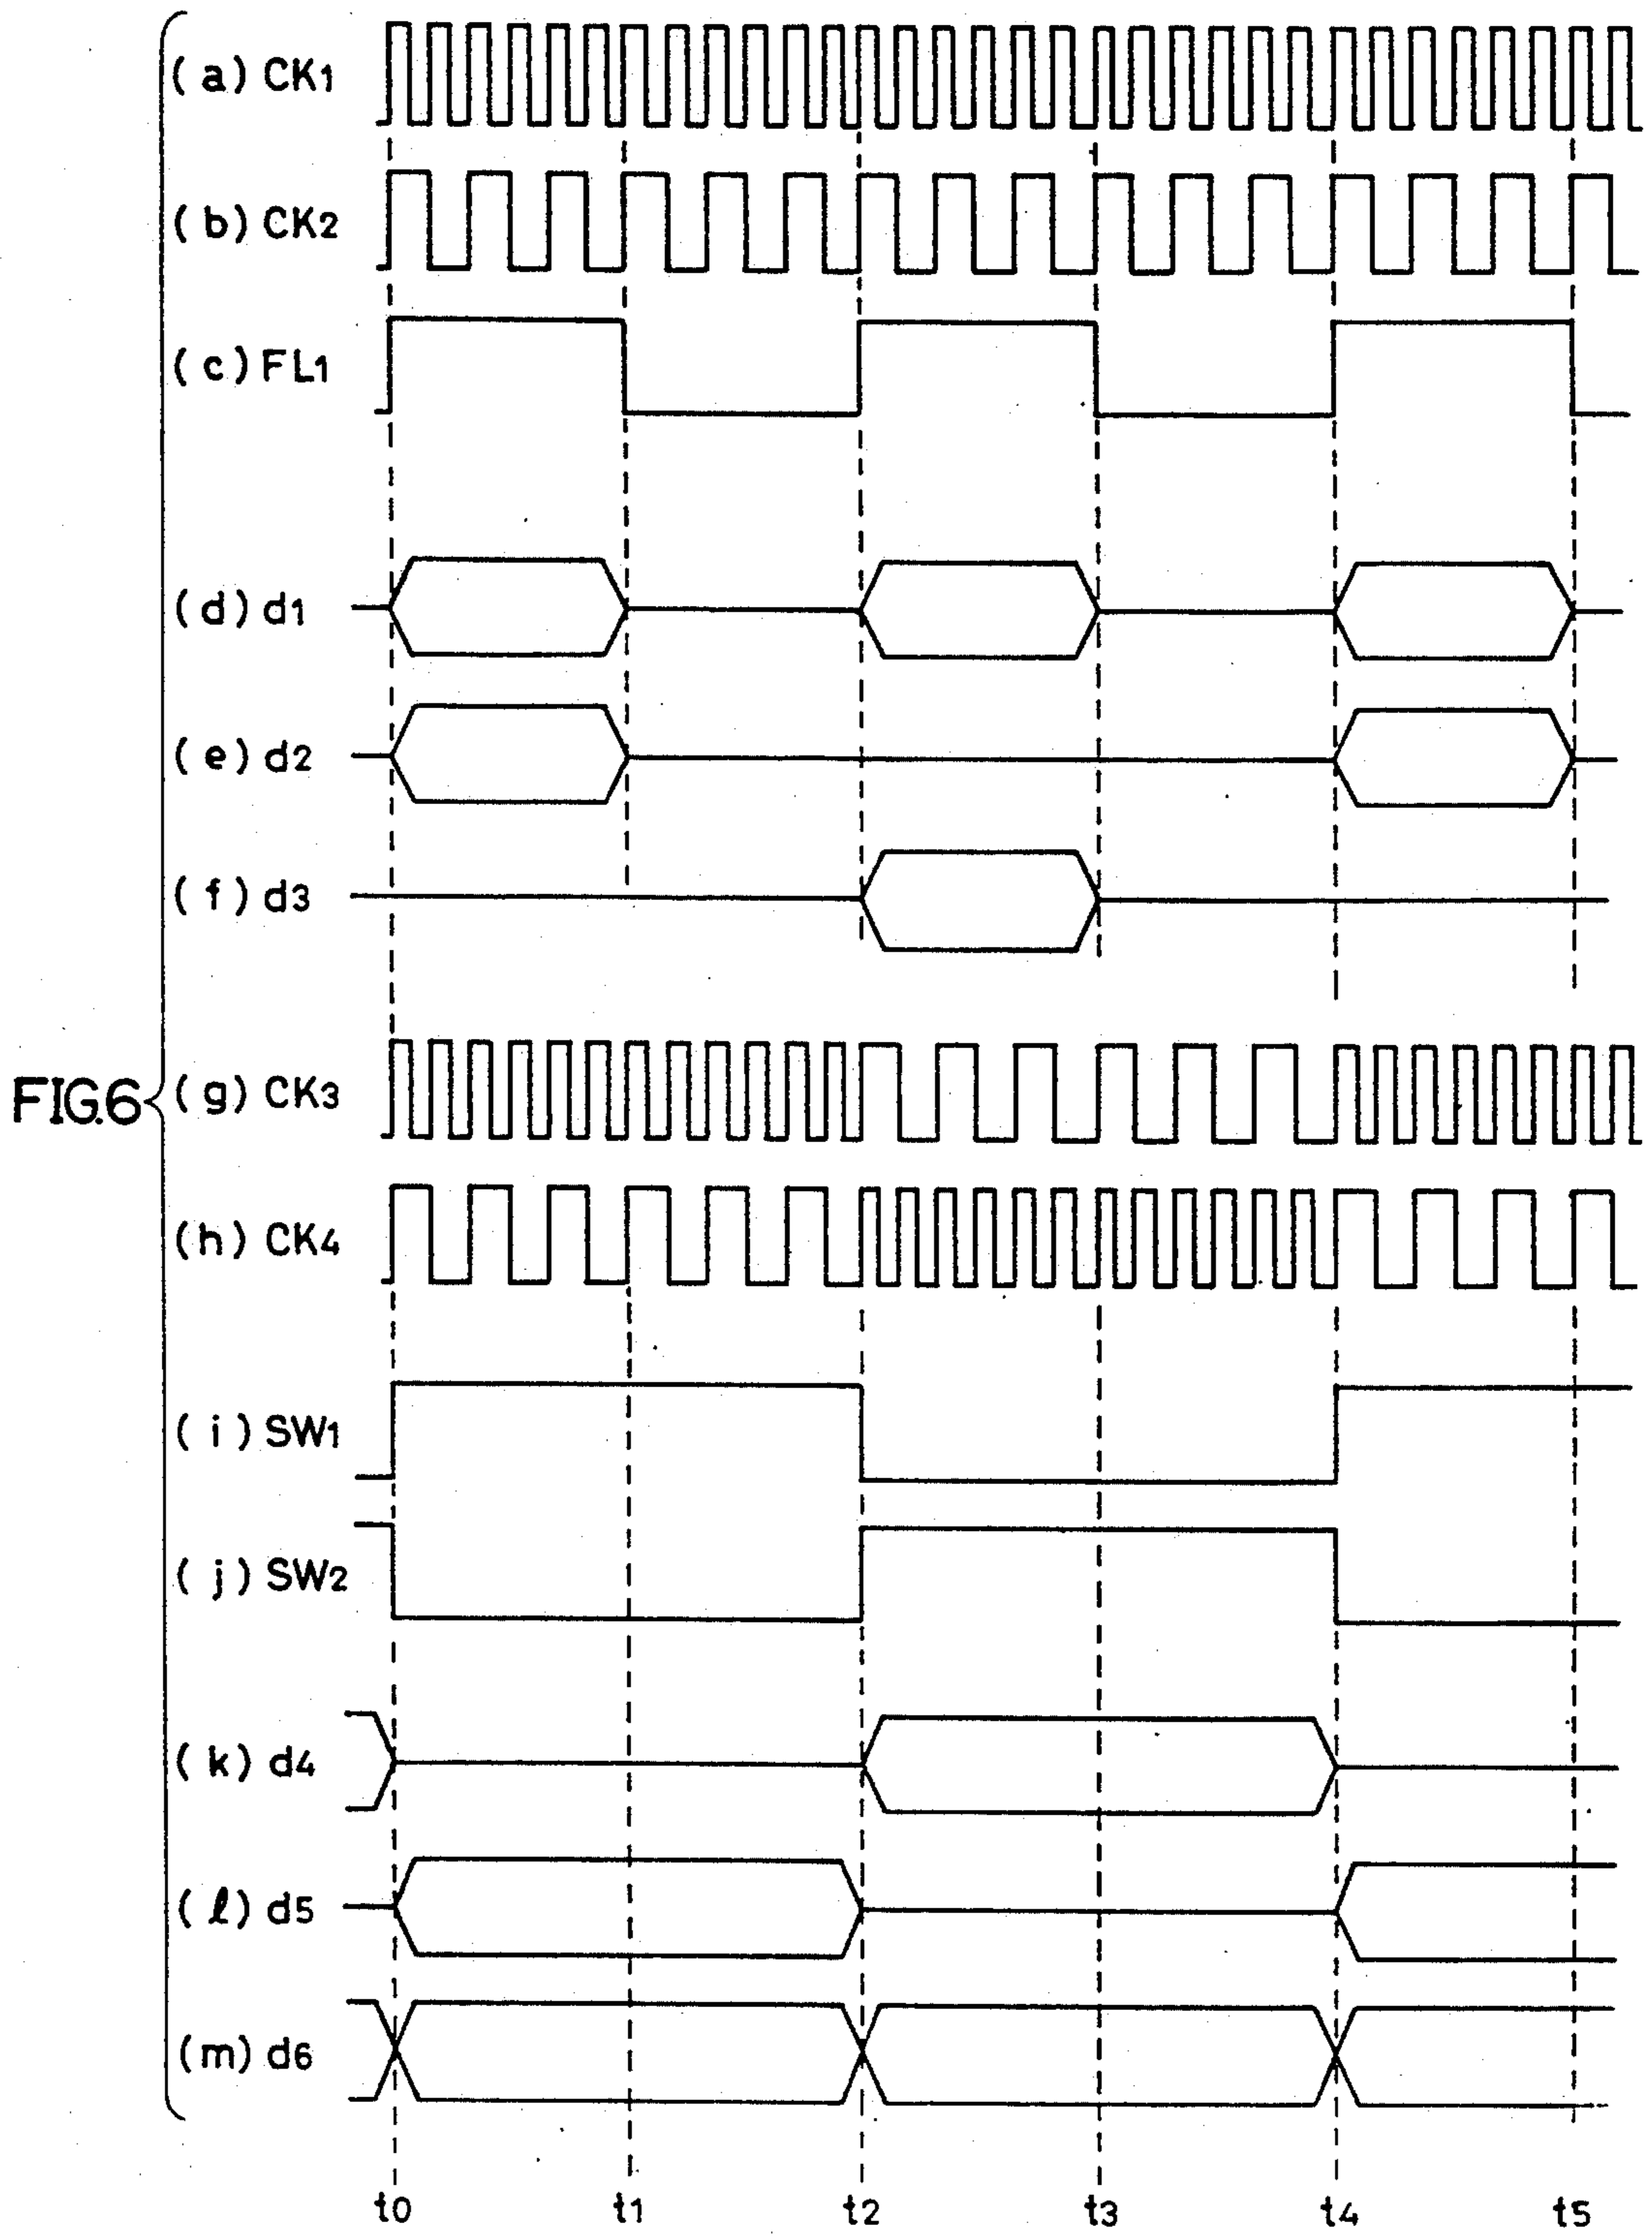 (a) CK1
(b) CK2
(c) FL1
(d) d1
(e) d2
(f) d3
FIG.6 (g) CK3
(h) CK4
(i) SW1
(j) SW2
(k) d4
(l) d5
(m) d6
t0 t1 t2 t3 t4 t5